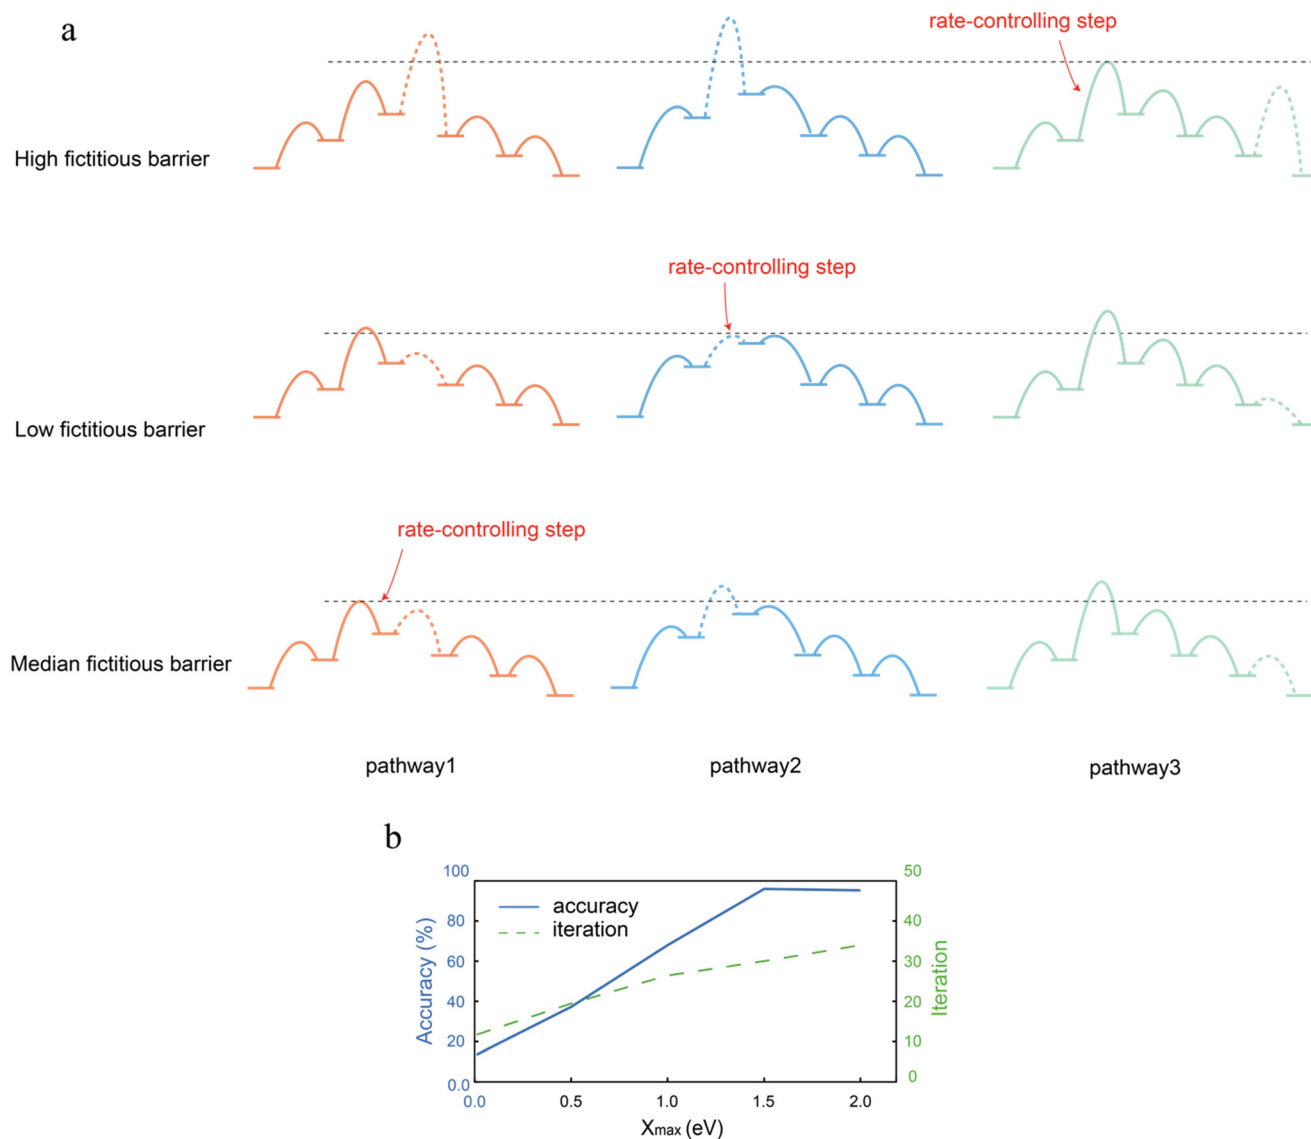 a
rate-controlling step
High fictitious barrier
rate-controlling step
Low fictitious barrier
rate-controlling step
Median fictitious barrier
pathway1 pathway2 pathway3
b
100 50
accuracy
80 40
iteration
60 30
Accuracy (%)
Iteration
40 20
20 10
0.0 0
0.0 0.5 1.0 1.5 2.0
Xmax (eV)